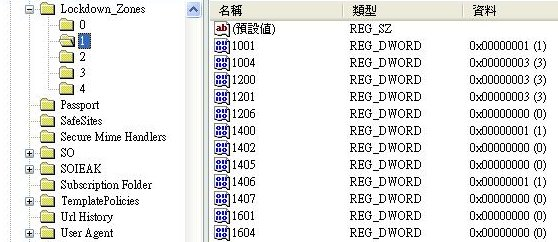 Lockdown_Zones
0
1
2
3
4
Passport
SafeSites
Secure Mime Handlers
SO
SOIEAK
Subscription Folder
TemplatePolicies
Url History
User Agent
名稱 類型 資料
(預設値) REG_SZ
1001 REG_DWORD 0x00000001 (1)
1004 REG_DWORD 0x00000003 (3)
1200 REG_DWORD 0x00000003 (3)
1201 REG_DWORD 0x00000003 (3)
1206 REG_DWORD 0x00000000 (0)
1400 REG_DWORD 0x00000001 (1)
1402 REG_DWORD 0x00000000 (0)
1405 REG_DWORD 0x00000000 (0)
1406 REG_DWORD 0x00000001 (1)
1407 REG_DWORD 0x00000000 (0)
1601 REG_DWORD 0x00000000 (0)
1604 REG_DWORD 0x00000000 (0)